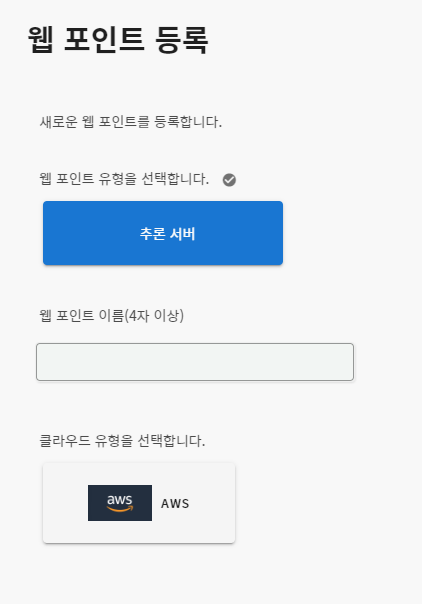 웹 포인트 등록
새로운 웹 포인트를 등록합니다.
웹 포인트 유형을 선택합니다.
추론 서버
웹 포인트 이름(4자 이상)
클라우드 유형을 선택합니다.
aws AWS